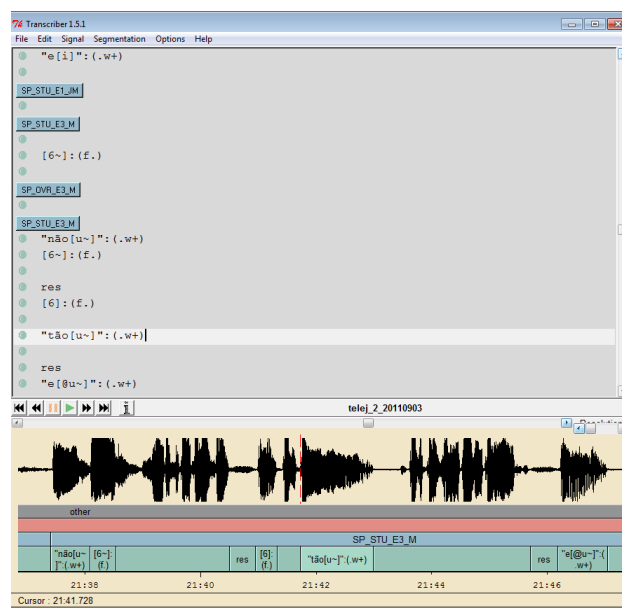 Transcriber 1.5.1
File Edit Signal Segmentation Options Help
"e[i]":(.w+)
SP_STU_E1_JM
SP_STU_E3_M
[6~]:(f.)
SP_OVR_E3_M
SP_STU_E3_M
"não[u~]":(.w+)
[6~]:(f.)
res
[6]:(f.)
"tão[u~]":(.w+)
res
"e[@u~]":(.w+)
telej_2_20110903
other
SP_STU_E3_M
"não[u~ [6~]: res [6]: "tão[u~]":(.w+) res "e[@u~]":(
]":(.w+) (f.) (f.) .w+)
21:38 21:40 21:42 21:44 21:46
Cursor : 21:41.728